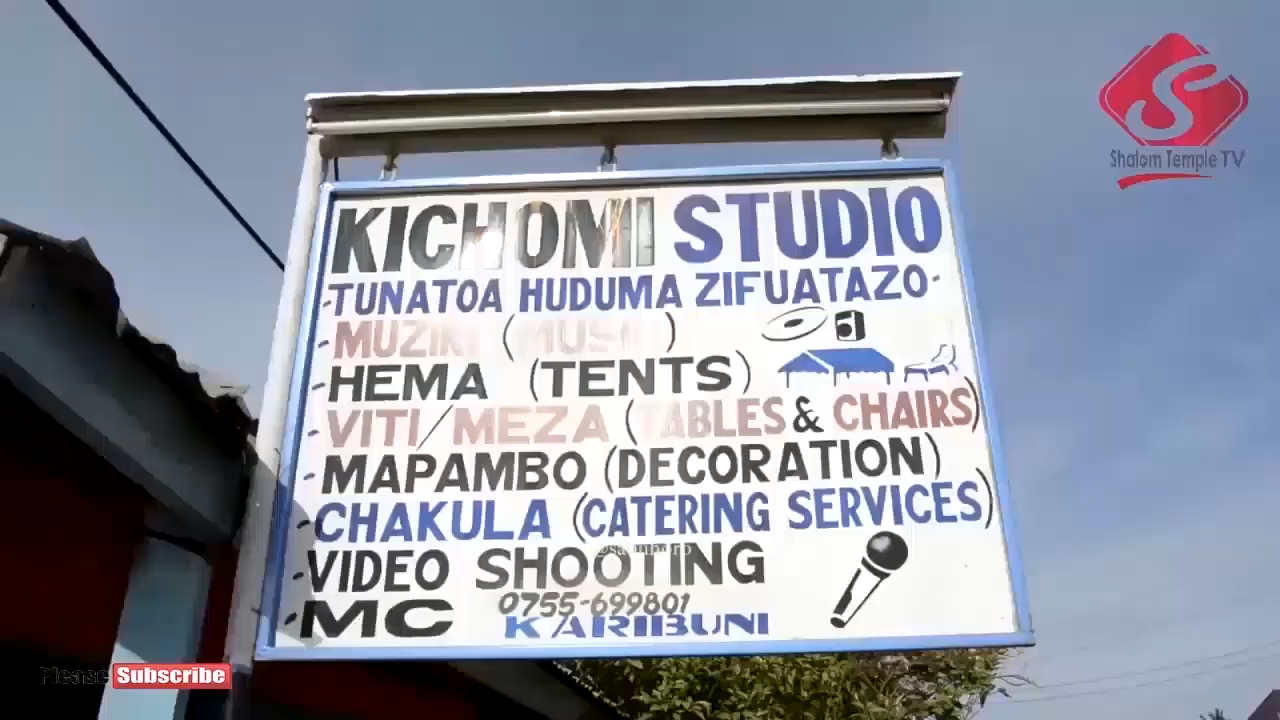 Shalom Temple TV
KICHOMI STUDIO
-TUNATOA HUDUMA ZIFUATAZO-
-MUZIKI (MUSIC)
-HEMA (TENTS)
-VITI/MEZA (TABLES & CHAIRS)
-MAPAMBO (DECORATION)
-CHAKULA (CATERING SERVICES)
-VIDEO SHOOTING
-MC 0755-699801
KARIBUNI
Please Subscribe